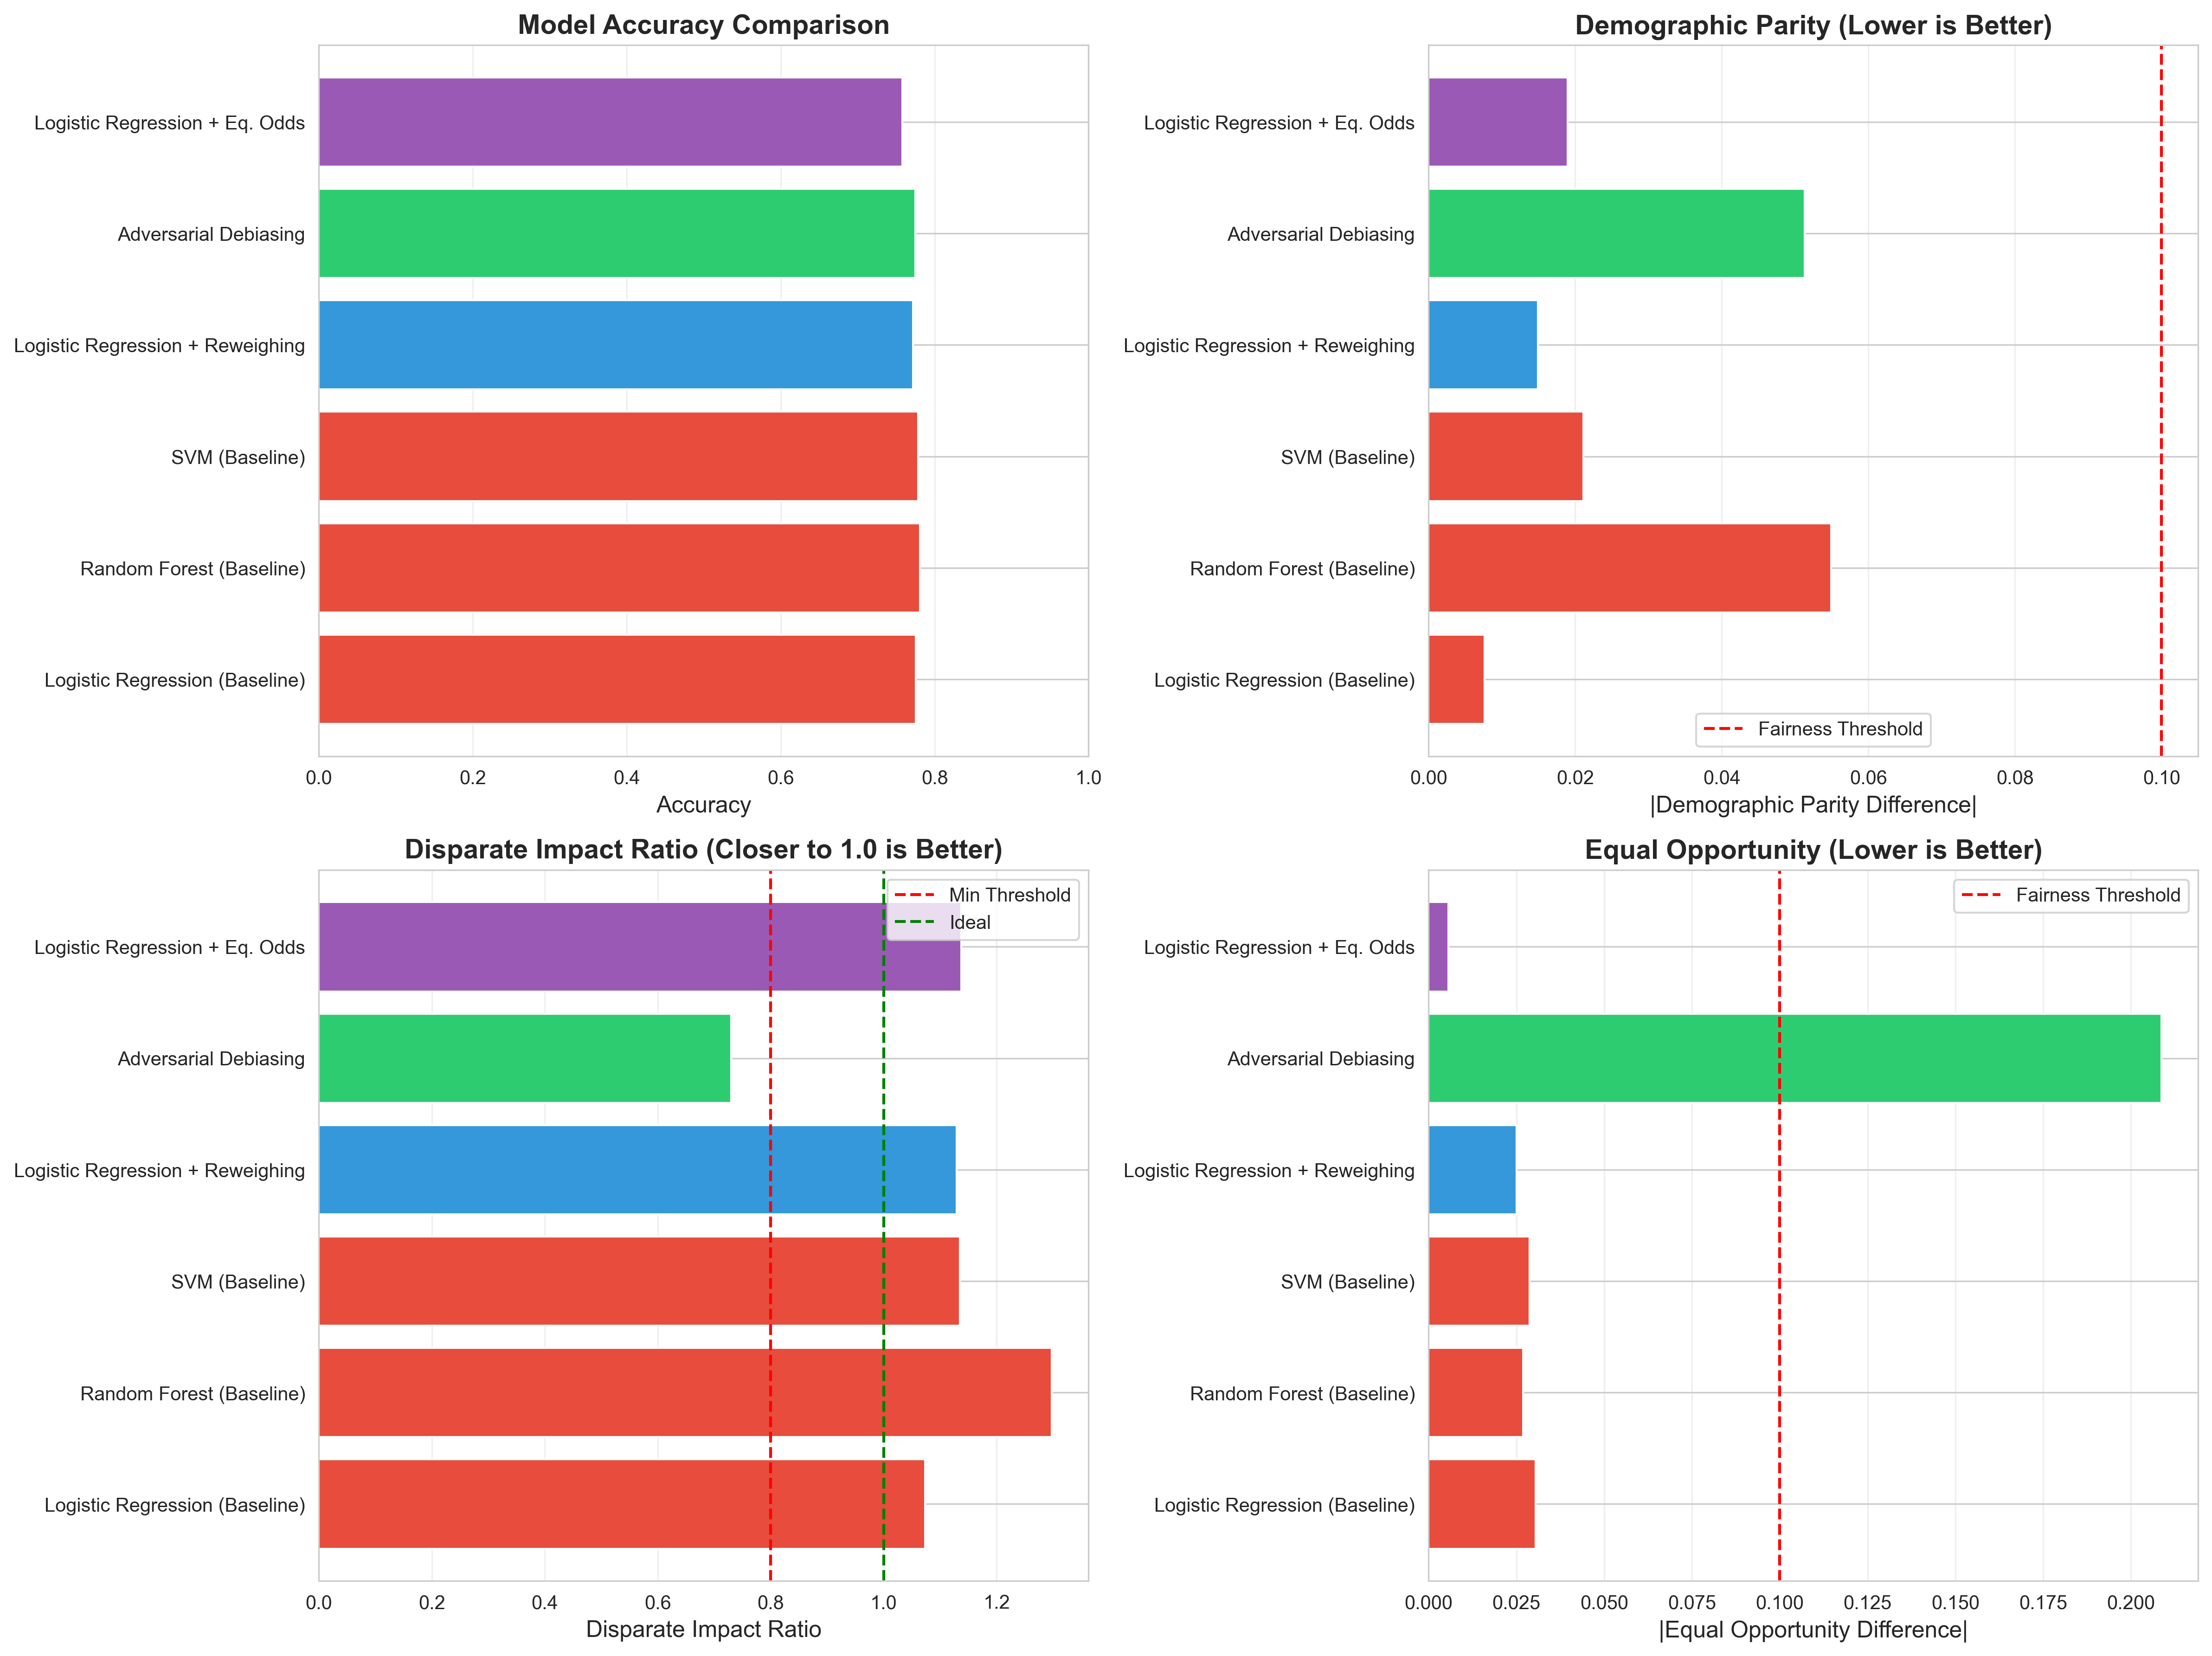 Model Accuracy Comparison
Logistic Regression + Eq. Odds
Adversarial Debiasing
Logistic Regression + Reweighing
SVM (Baseline)
Random Forest (Baseline)
Logistic Regression (Baseline)
0.0 0.2 0.4 0.6 0.8 1.0
Accuracy
Demographic Parity (Lower is Better)
Logistic Regression + Eq. Odds
Adversarial Debiasing
Logistic Regression + Reweighing
SVM (Baseline)
Random Forest (Baseline)
Logistic Regression (Baseline)
Fairness Threshold
0.00 0.02 0.04 0.06 0.08 0.10
|Demographic Parity Difference|
Disparate Impact Ratio (Closer to 1.0 is Better)
Min Threshold
Ideal
Logistic Regression + Eq. Odds
Adversarial Debiasing
Logistic Regression + Reweighing
SVM (Baseline)
Random Forest (Baseline)
Logistic Regression (Baseline)
0.0 0.2 0.4 0.6 0.8 1.0 1.2
Disparate Impact Ratio
Equal Opportunity (Lower is Better)
Fairness Threshold
Logistic Regression + Eq. Odds
Adversarial Debiasing
Logistic Regression + Reweighing
SVM (Baseline)
Random Forest (Baseline)
Logistic Regression (Baseline)
0.000 0.025 0.050 0.075 0.100 0.125 0.150 0.175 0.200
|Equal Opportunity Difference|